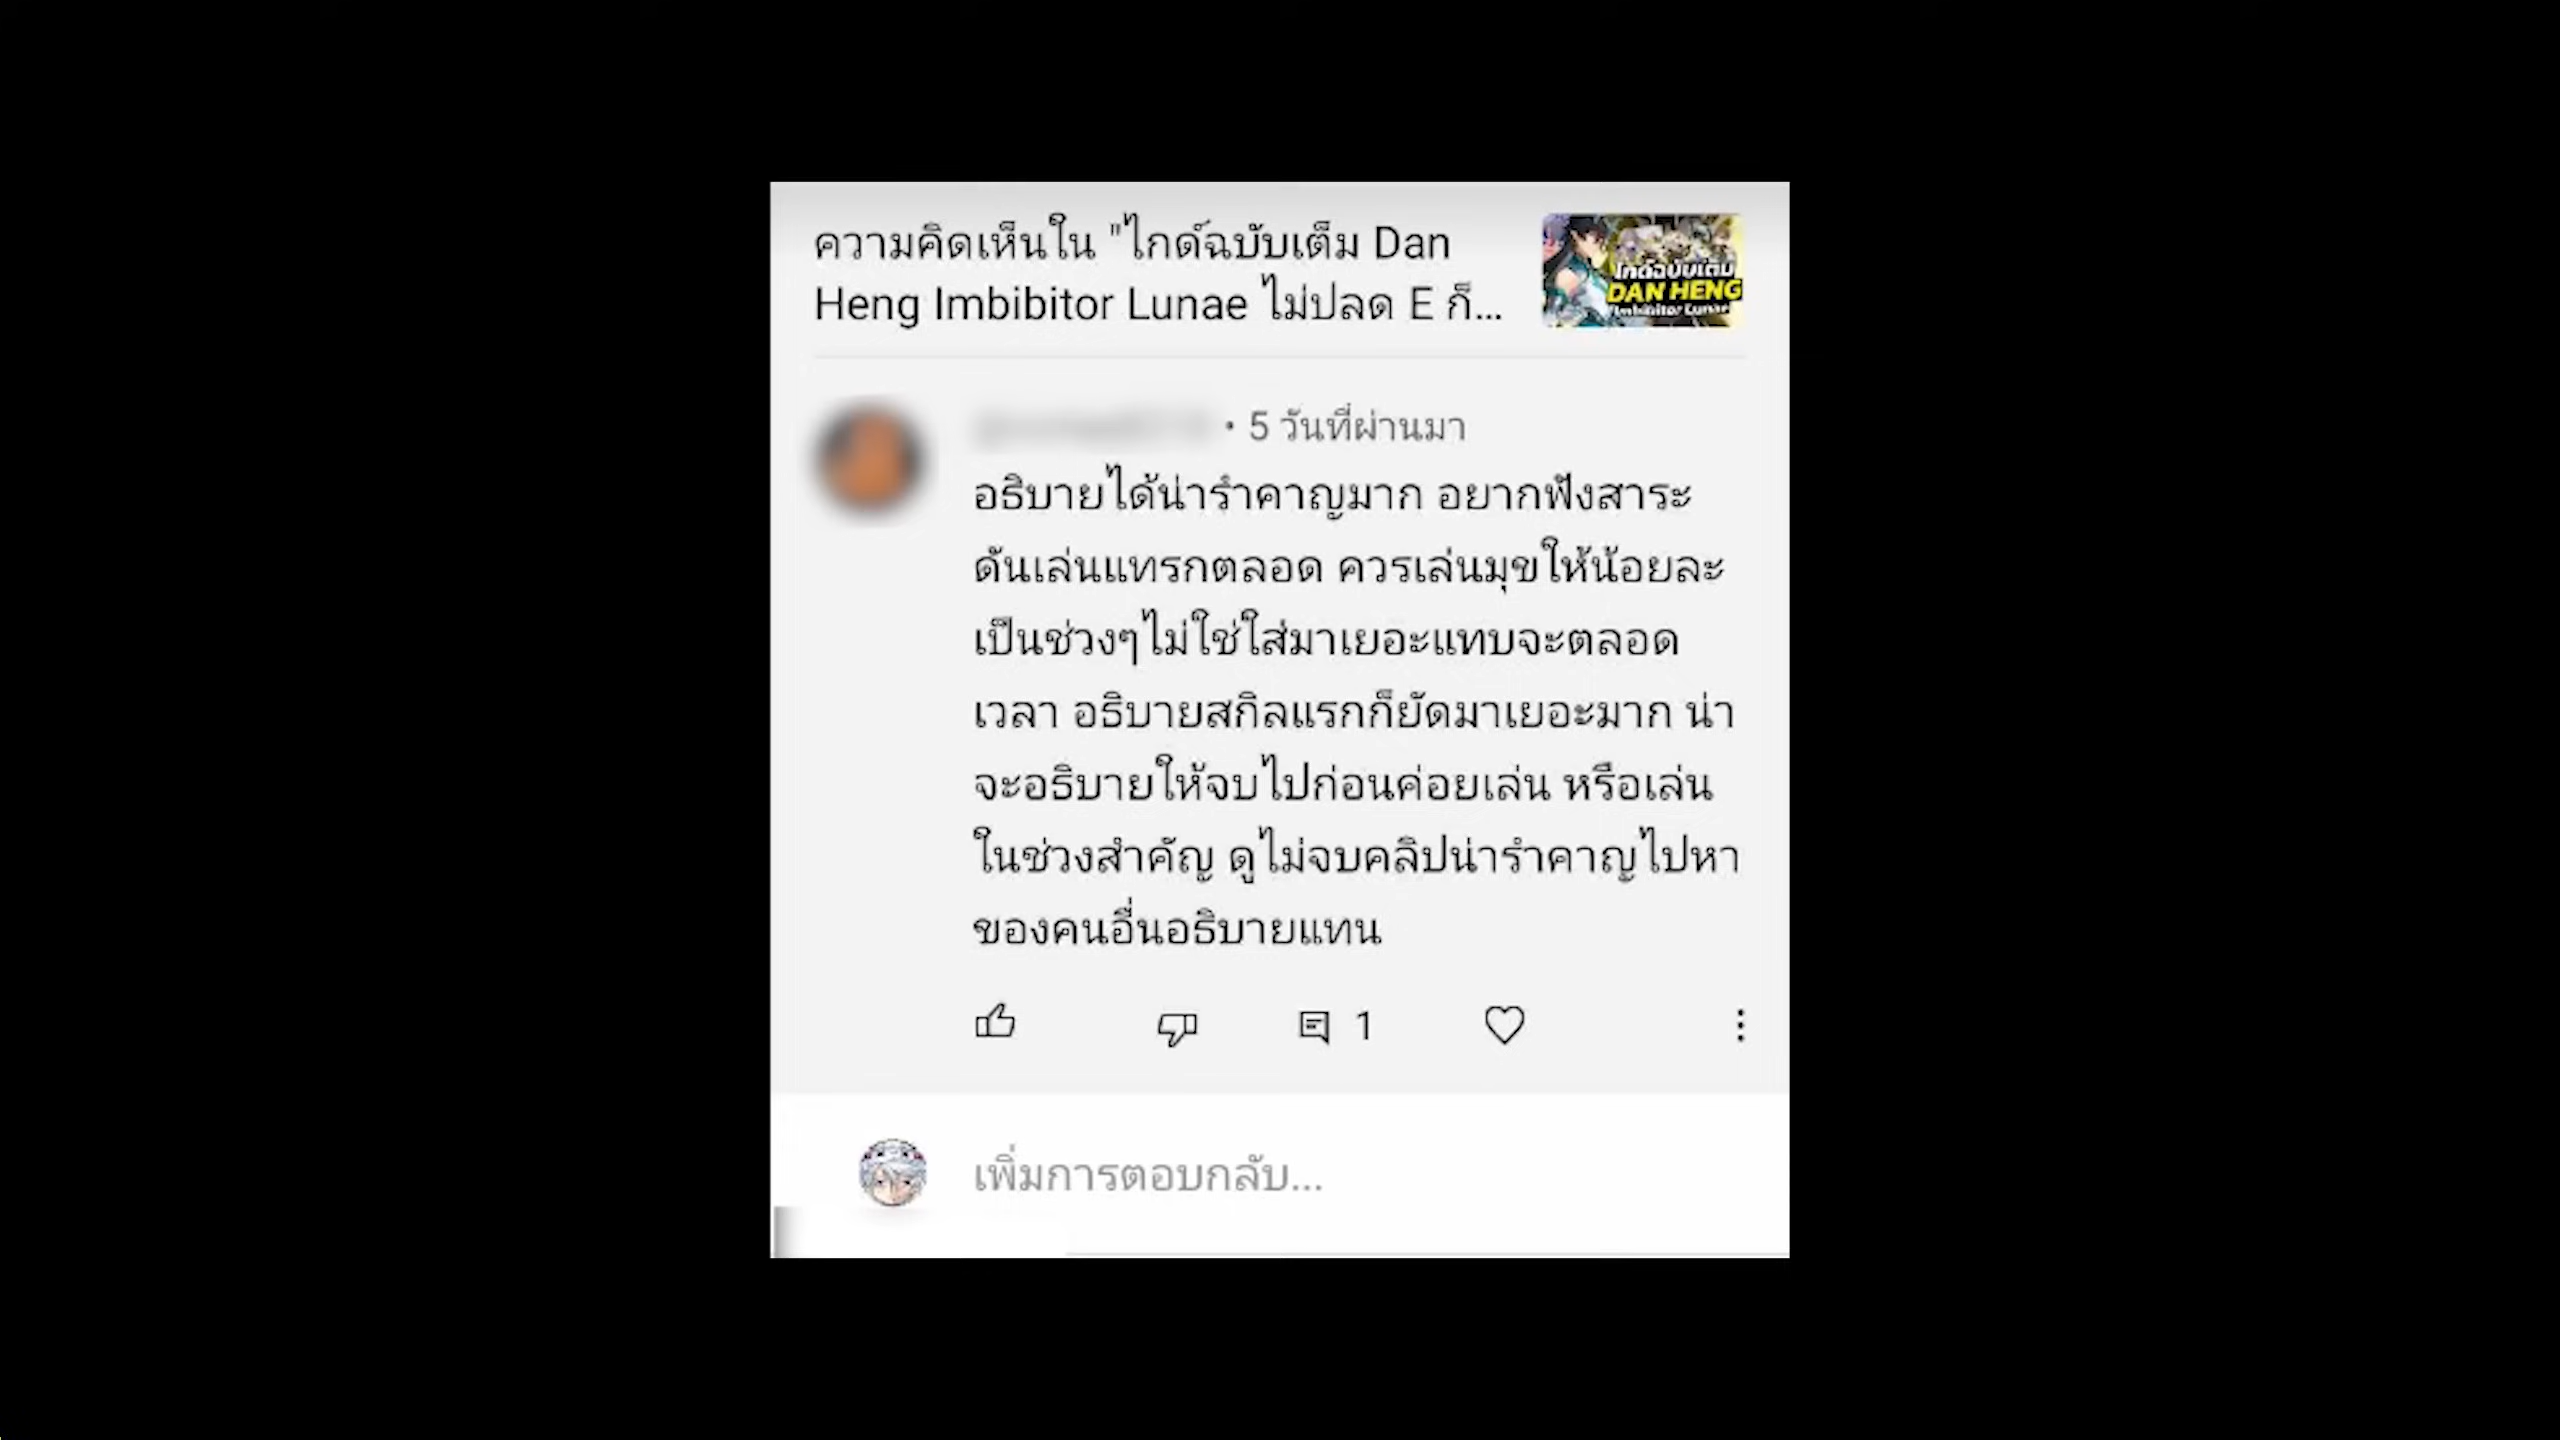 ความคิดเห็นใน "ไกด์ฉบับเต็ม Dan
Heng Imbibitor Lunae ไม่ปลด E ก็...
ไกด์ฉบับเต็ม
DAN HENG
Imbibitor Lunae
• 5 วันที่ผ่านมา
อธิบายได้น่ารำคาญมาก อยากฟังสาระ
ดันเล่นแทรกตลอด ควรเล่นมุขให้น้อยละ
เป็นช่วงๆไม่ใช่ใส่มาเยอะแทบจะตลอด
เวลา อธิบายสกิลแรกก็ยัดมาเยอะมาก น่า
จะอธิบายให้จบไปก่อนค่อยเล่น หรือเล่น
ในช่วงสำคัญ ดูไม่จบคลิปน่ารำคาญไปหา
ของคนอื่นอธิบายแทน
1
เพิ่มการตอบกลับ...